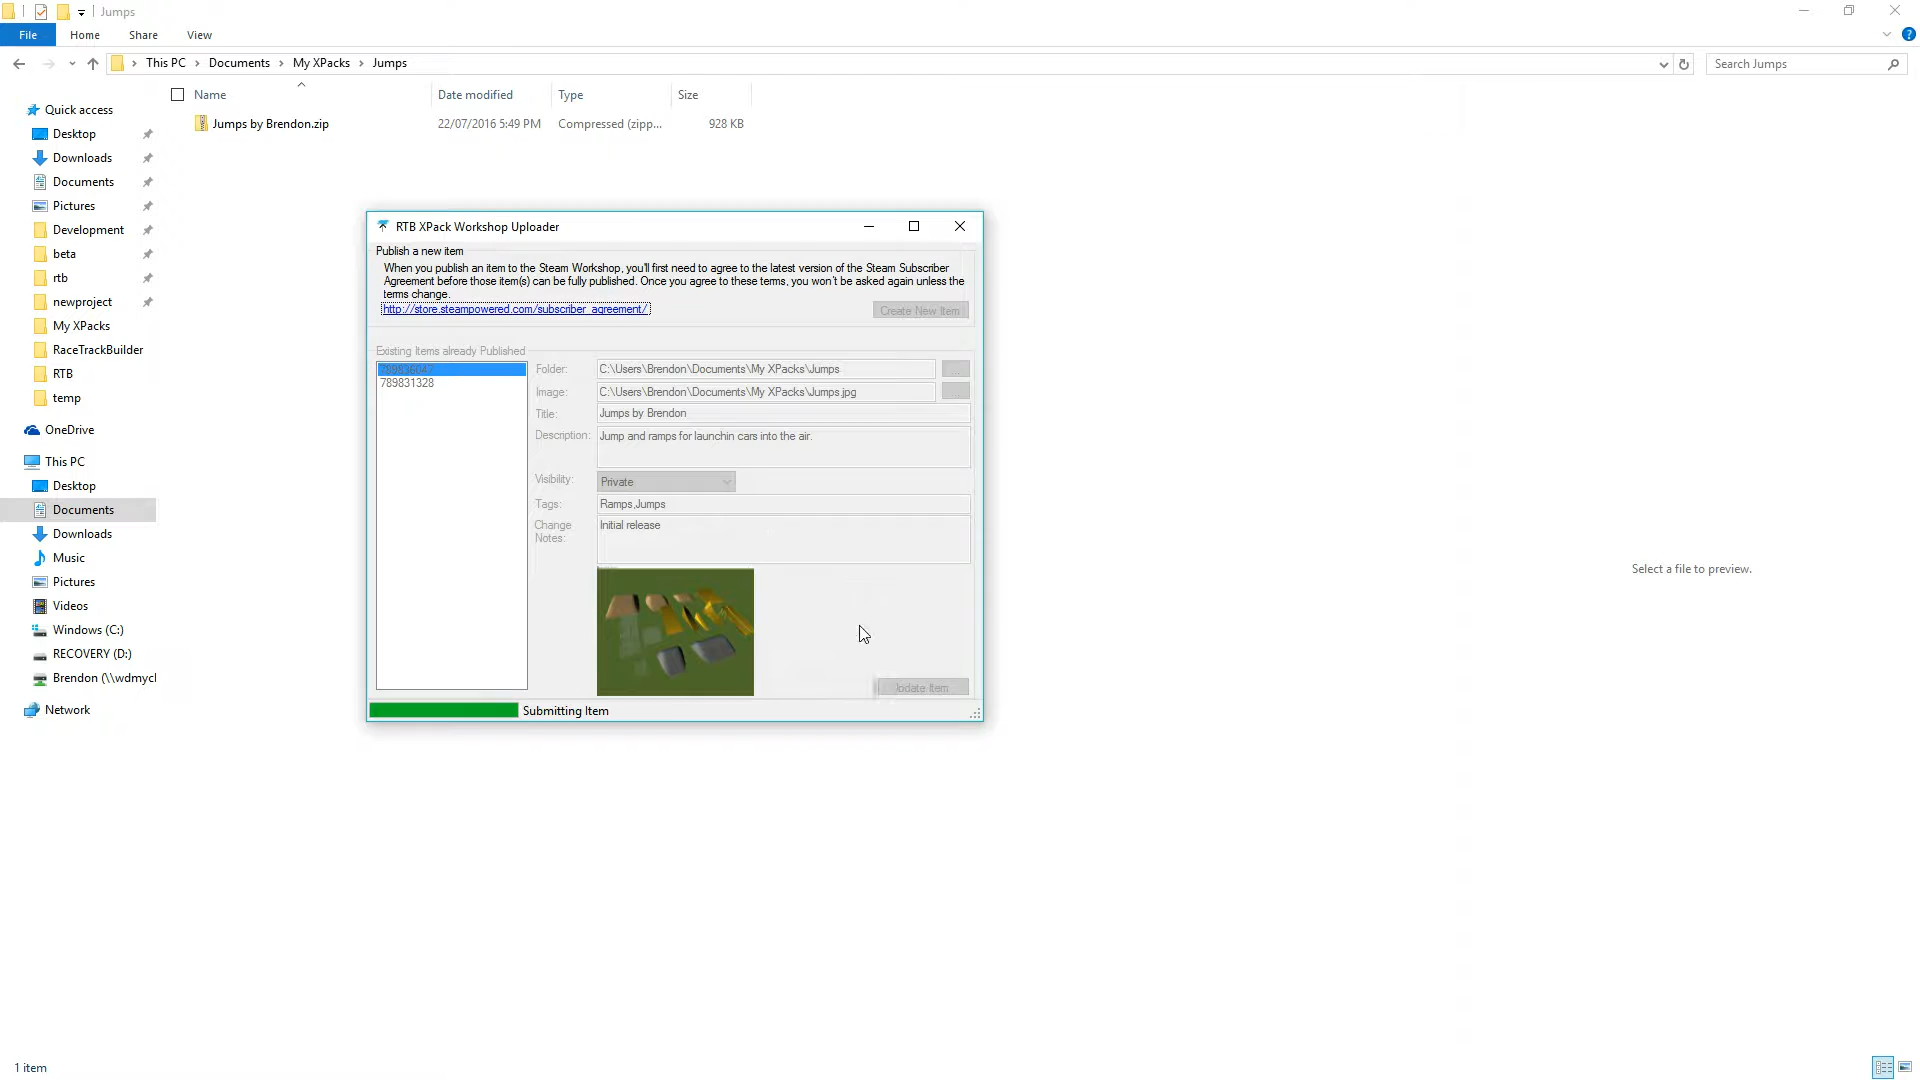 Jumps
File Home Share View
This PC Documents My XPacks Jumps
Search Jumps
Name Date modified Type Size
Jumps by Brendon.zip 22/07/2016 5:49 PM Compressed (zipp... 928 KB
Quick access
Desktop
Downloads
Documents
Pictures
Development
beta
rtb
newproject
My XPacks
RaceTrackBuilder
RTB
temp
OneDrive
This PC
Desktop
Documents
Downloads
Music
Pictures
Videos
Windows (C:)
RECOVERY (D:)
Brendon (\\wdmycl
Network
RTB XPack Workshop Uploader
Publish a new item
When you publish an item to the Steam Workshop, you'll first need to agree to the latest version of the Steam Subscriber
Agreement before those item(s) can be fully published. Once you agree to these terms, you won't be asked again unless the
terms change.
http://store.steampowered.com/subscriber_agreement/
Create New Item
Existing Items already Published
789836047
789831328
Folder: C:\Users\Brendon\Documents\My XPacks\Jumps
Image: C:\Users\Brendon\Documents\My XPacks\Jumps.jpg
Title: Jumps by Brendon
Description: Jump and ramps for launchin cars into the air.
Visibility: Private
Tags: Ramps,Jumps
Change Notes: Initial release
Update Item
Submitting Item
Select a file to preview.
1 item